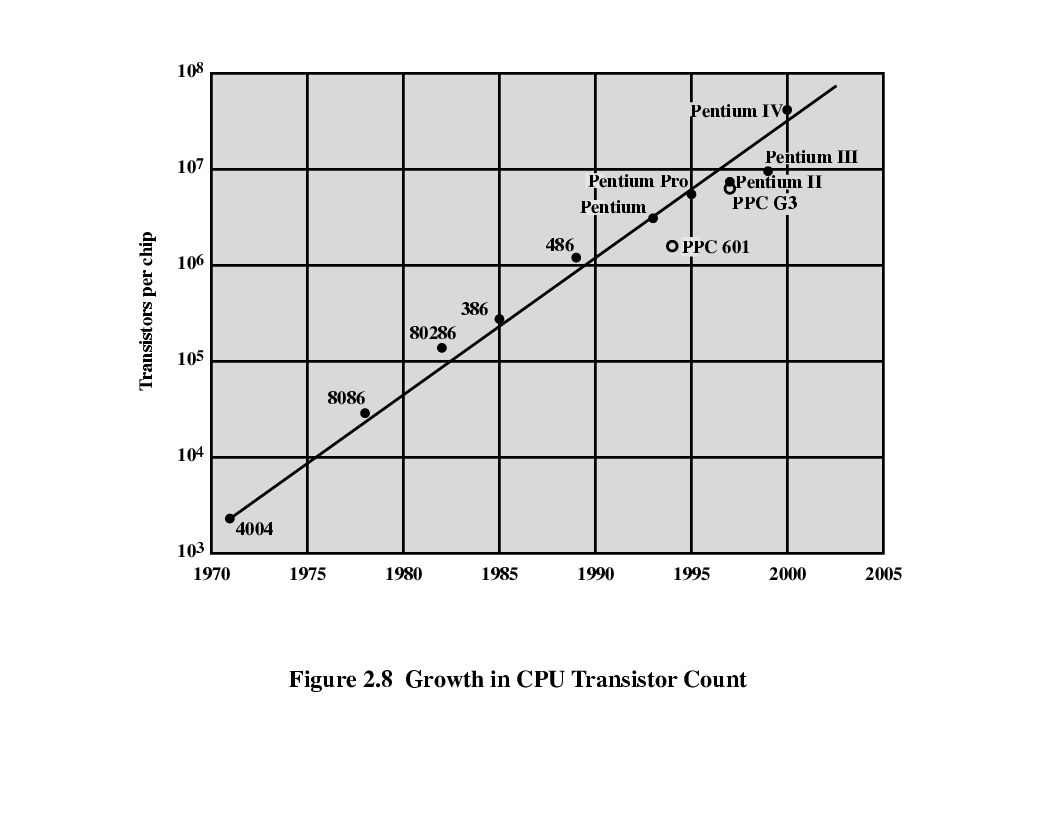 10⁸
Pentium IV
10⁷
Pentium III
Pentium Pro
Pentium II
Pentium
PPC G3
486
PPC 601
10⁶
386
80286
10⁵
8086
10⁴
4004
10³
Transistors per chip
1970 1975 1980 1985 1990 1995 2000 2005
Figure 2.8 Growth in CPU Transistor Count